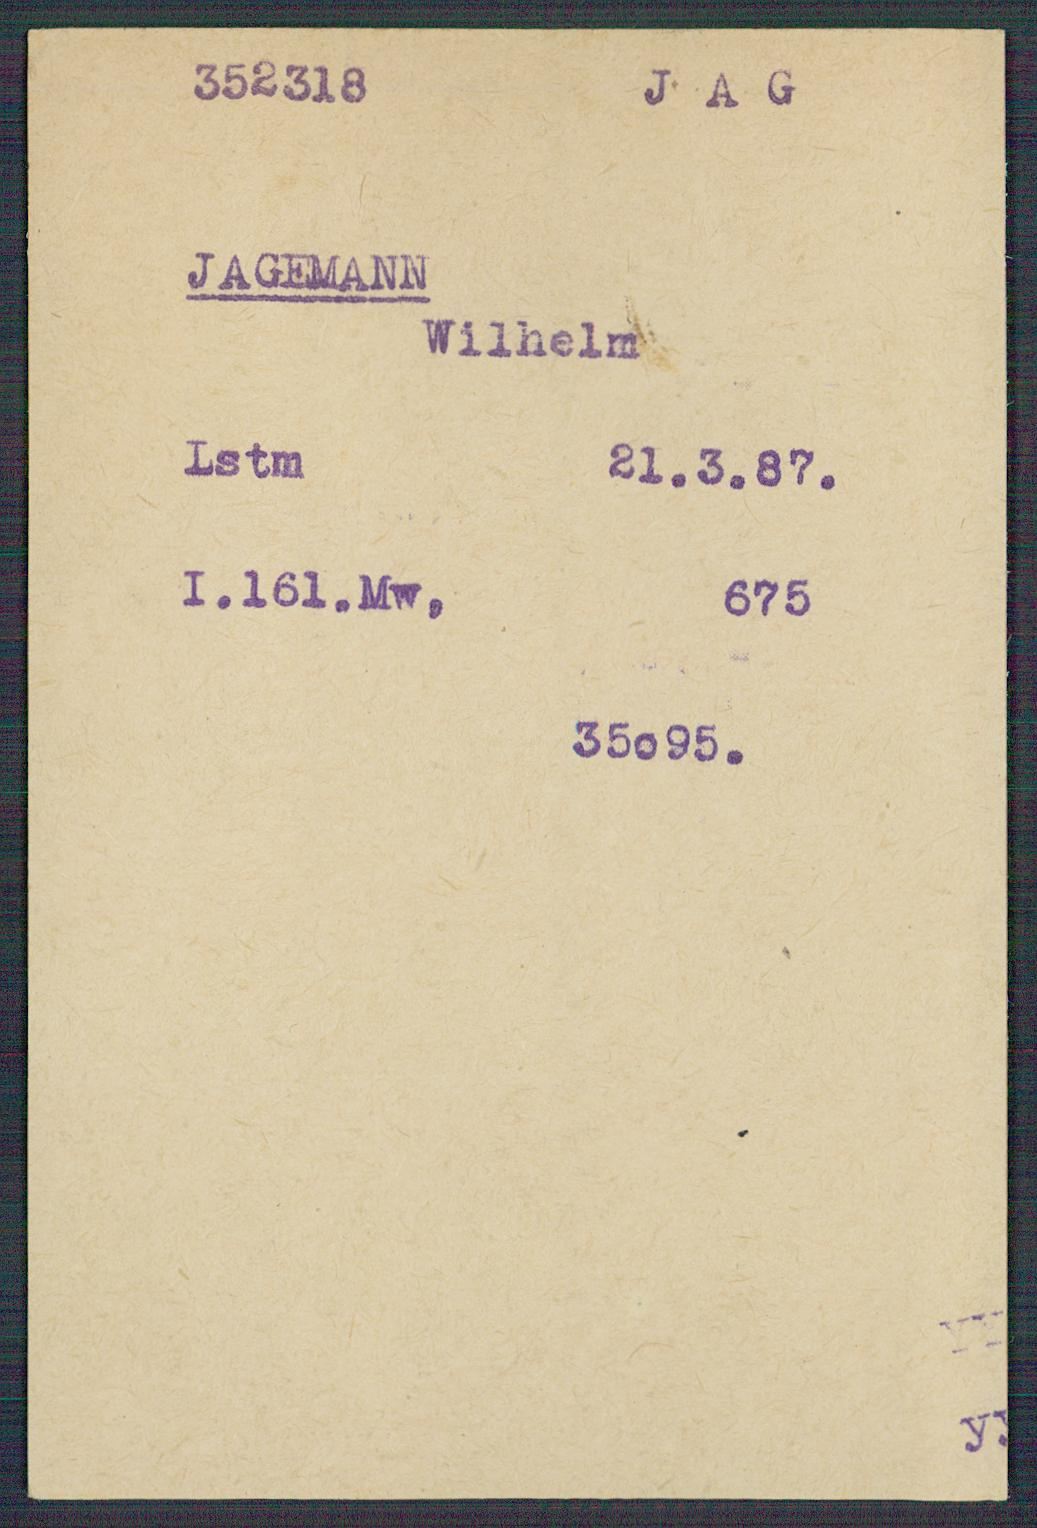 352318 J A G
JAGEMANN
Wilhelm
Lstm 21.3.87.
I.161.Mw, 675
35o95.